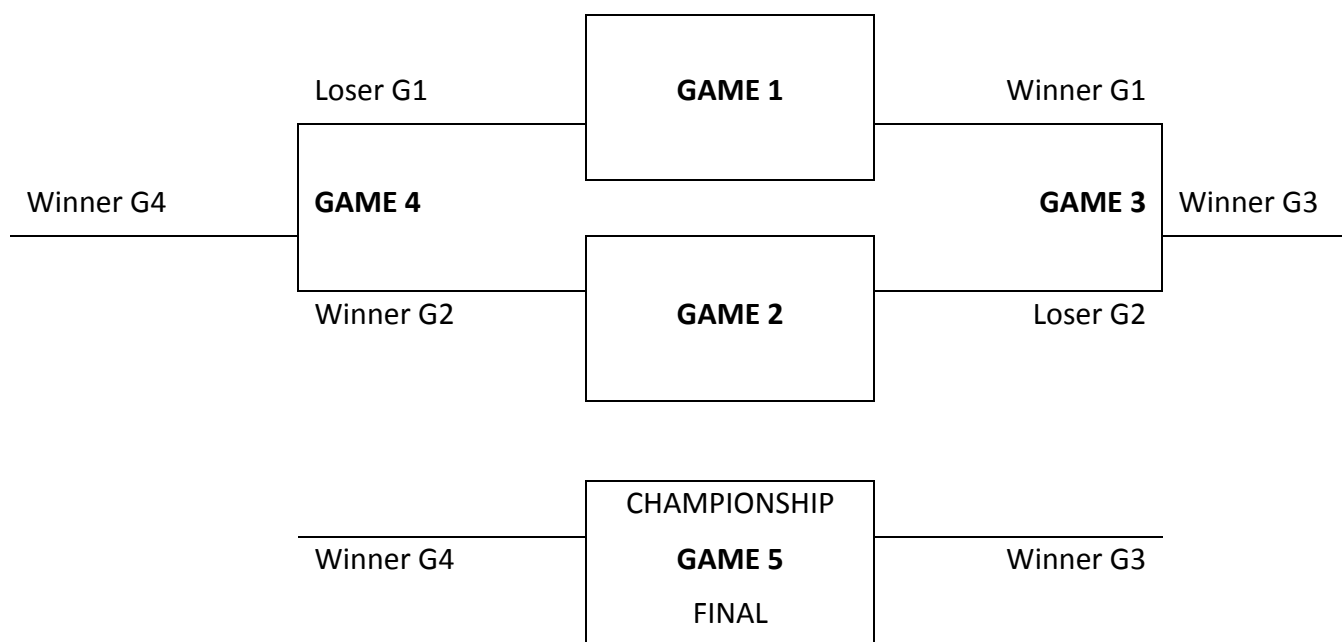 Loser G1 GAME 1 Winner G1
Winner G4 GAME 4 GAME 3 Winner G3
Winner G2 GAME 2 Loser G2
CHAMPIONSHIP
Winner G4 GAME 5 Winner G3
FINAL